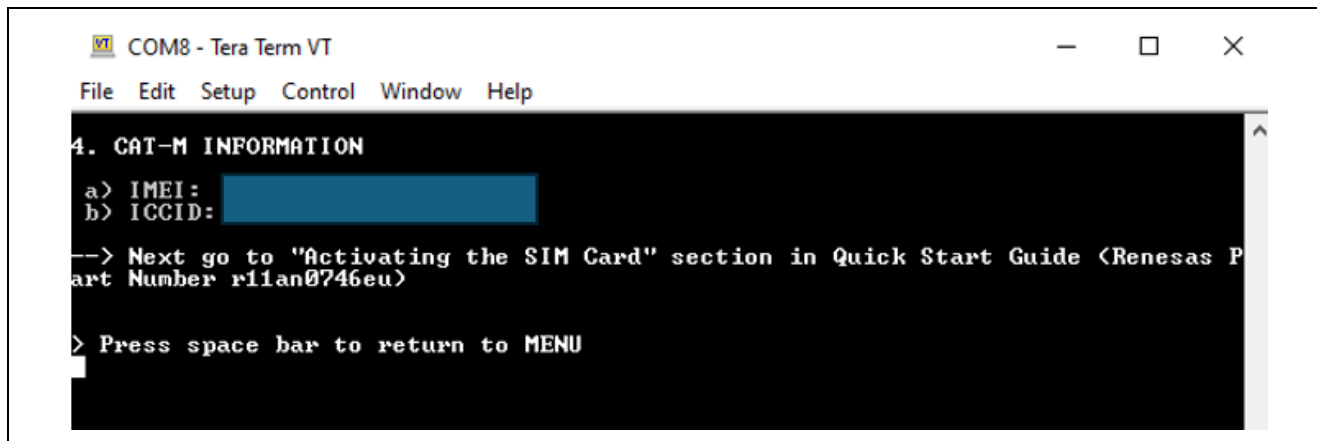 COM8 - Tera Term VT
File Edit Setup Control Window Help
4. CAT-M INFORMATION
a) IMEI:
b) ICCID:
--> Next go to "Activating the SIM Card" section in Quick Start Guide (Renesas P
art Number r11an0746eu)
> Press space bar to return to MENU